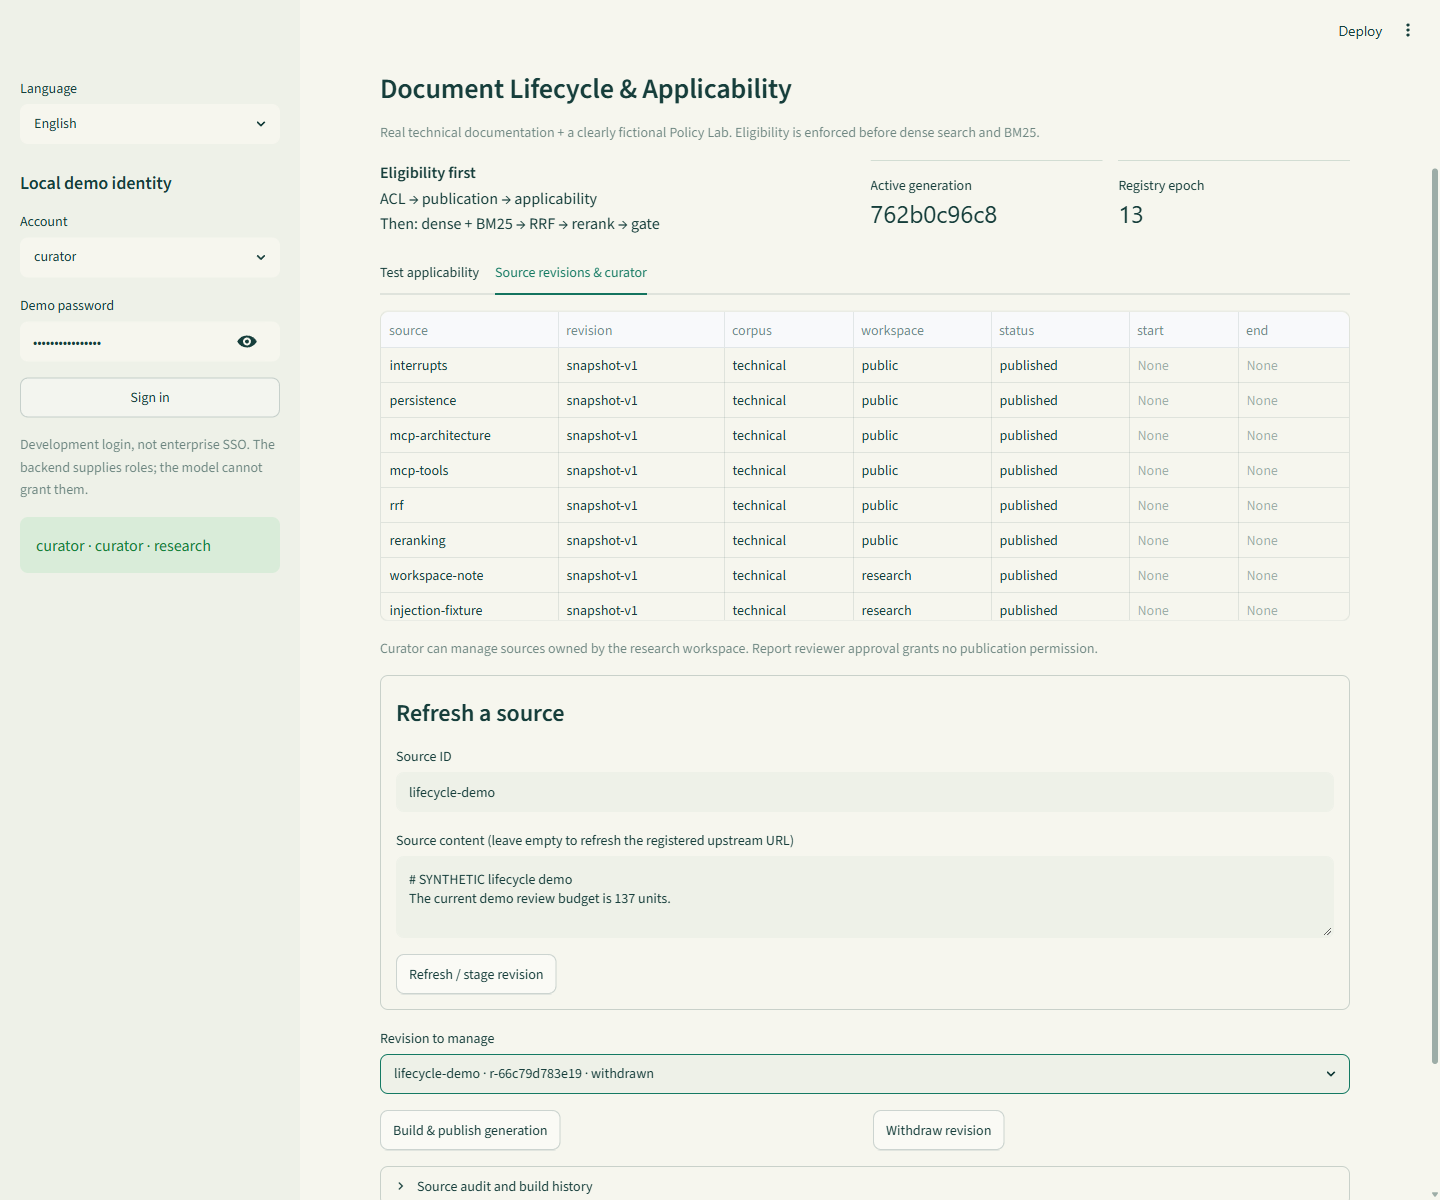 Deploy
Language
English
Local demo identity
Account
curator
Demo password
••••••••••••••••
Sign in
Development login, not enterprise SSO. The
backend supplies roles; the model cannot
grant them.
curator · curator · research
Document Lifecycle & Applicability
Real technical documentation + a clearly fictional Policy Lab. Eligibility is enforced before dense search and BM25.
Eligibility first
ACL → publication → applicability
Then: dense + BM25 → RRF → rerank → gate
Active generation
762b0c96c8
Registry epoch
13
Test applicability Source revisions & curator
source revision corpus workspace status start end
interrupts snapshot-v1 technical public published None None
persistence snapshot-v1 technical public published None None
mcp-architecture snapshot-v1 technical public published None None
mcp-tools snapshot-v1 technical public published None None
rrf snapshot-v1 technical public published None None
reranking snapshot-v1 technical public published None None
workspace-note snapshot-v1 technical research published None None
injection-fixture snapshot-v1 technical research published None None
Curator can manage sources owned by the research workspace. Report reviewer approval grants no publication permission.
Refresh a source
Source ID
lifecycle-demo
Source content (leave empty to refresh the registered upstream URL)
# SYNTHETIC lifecycle demo
The current demo review budget is 137 units.
Refresh / stage revision
Revision to manage
lifecycle-demo · r-66c79d783e19 · withdrawn
Build & publish generation Withdraw revision
Source audit and build history